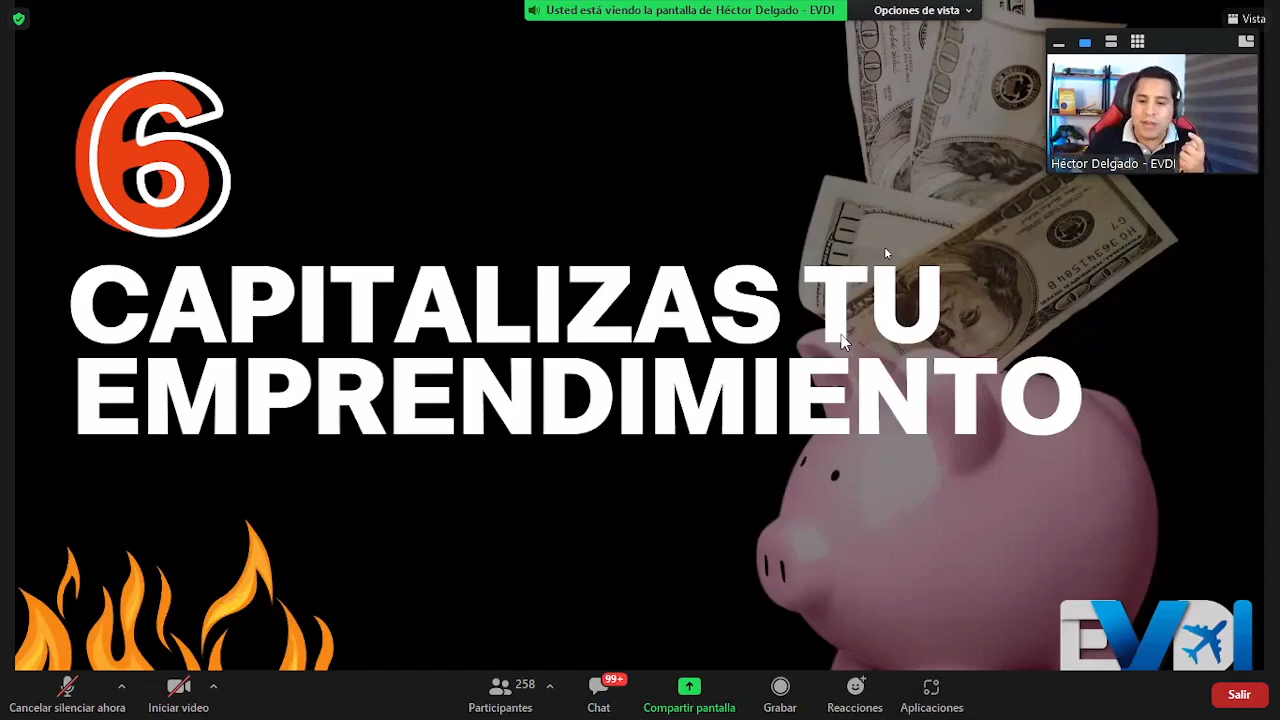 Usted está viendo la pantalla de Héctor Delgado - EVDI
Opciones de vista
Vista
Héctor Delgado - EVDI
6
CAPITALIZAS TU
EMPRENDIMIENTO
EVDI
Cancelar silenciar ahora
Iniciar video
258
Participantes
99+
Chat
Compartir pantalla
Grabar
Reacciones
Aplicaciones
Salir